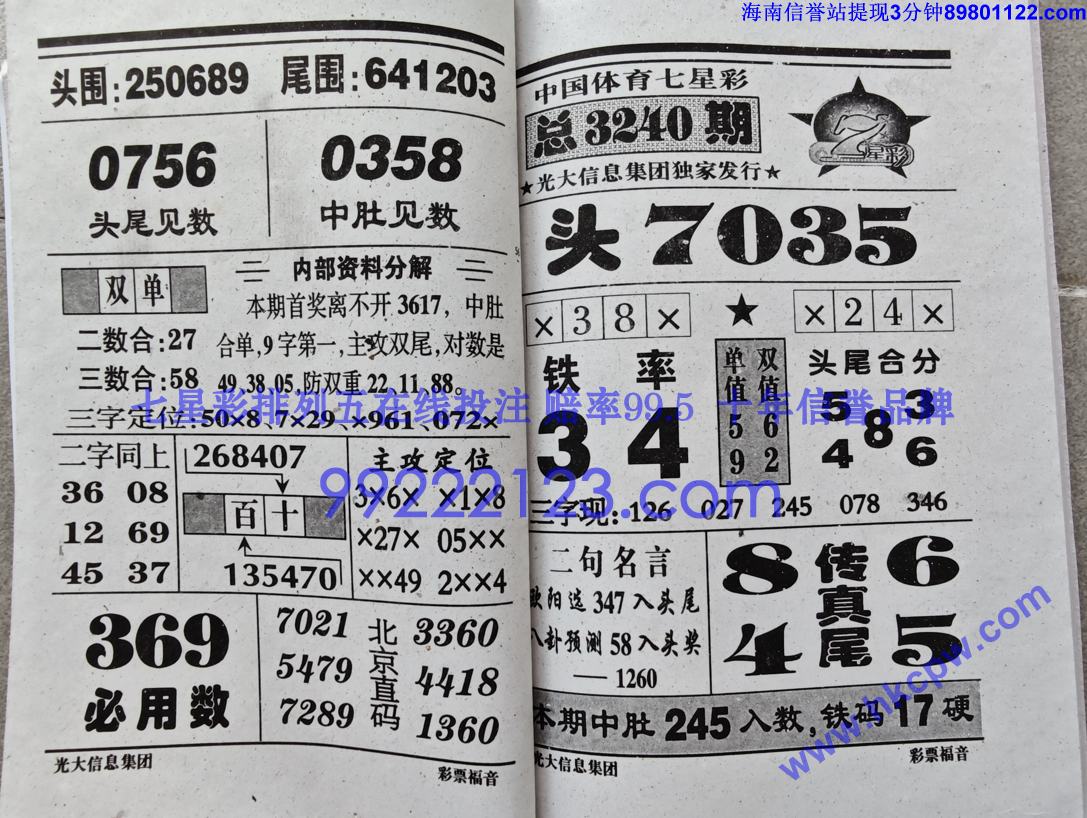 海南信誉站提现3分钟89801122.com
头围:250689 尾围:641203
0756
头尾见数
0358
中肚见数
双单
二数合:27
三数合:58
内部资料分解
本期首奖离不开3617，中肚
合单,9字第一,主攻双尾,对数是
49、38、05,防双重22、11、88。
三字定位:50×8、7×29、×961、072×
二字同上
36 08
12 69
45 37
268407
百十
135470
主攻定位
3×6× ×1×8
×27× 05××
××49 2××4
369
必用数
7021
5479
7289
北京直码
3360
4418
1360
光大信息集团
彩票福音
中国体育七星彩
总3240期
★光大信息集团独家发行★
7星彩
头7035
×38×
★
×24×
铁率
34
单值59
双值62
头尾合分
5 3
8
4 6
三字现:126 027 245 078 346
二句名言
欧阳选347入头尾
八卦预测58入头奖
——1260
8 6
传真尾
4 5
本期中肚245入数,铁码17硬
光大信息集团
彩票福音
七星彩排列五在线投注 赔率99.5 十年信誉品牌
99222123.com
www.hkcpw.com